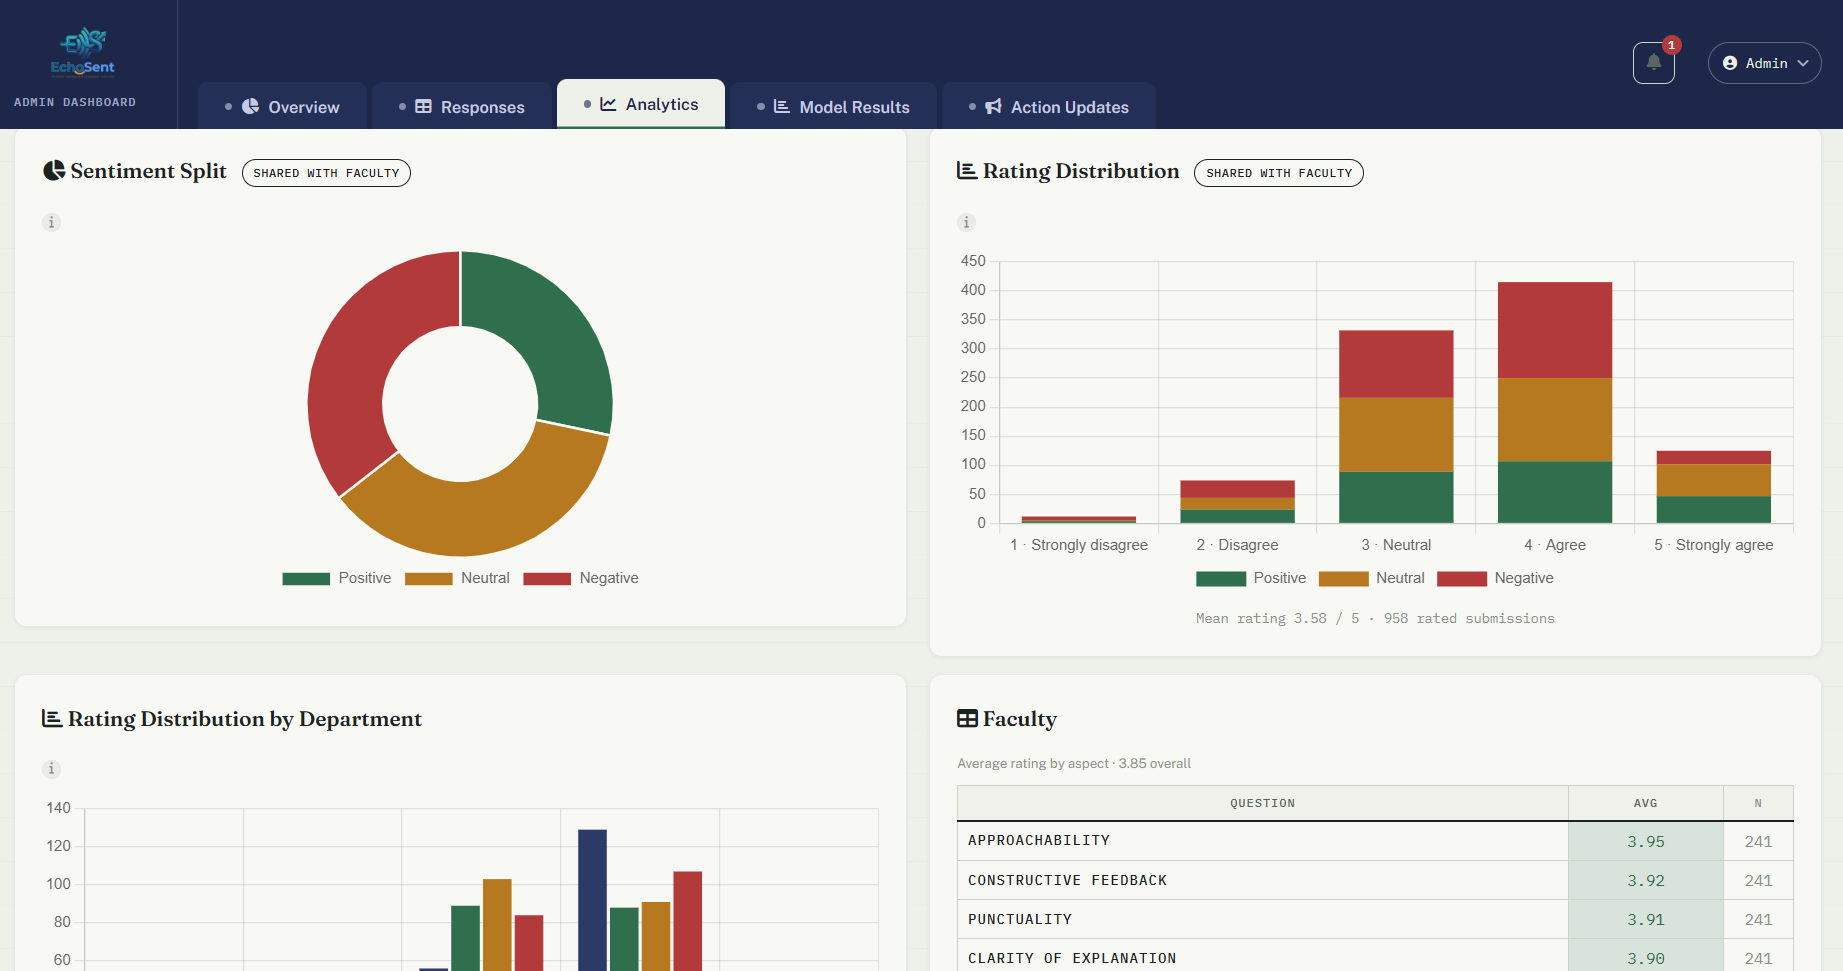 EchoSent
ADMIN DASHBOARD
Overview
Responses
Analytics
Model Results
Action Updates
1
Admin
Sentiment Split
SHARED WITH FACULTY
i
Positive
Neutral
Negative
Rating Distribution
SHARED WITH FACULTY
i
450
400
350
300
250
200
150
100
50
0
1 · Strongly disagree
2 · Disagree
3 · Neutral
4 · Agree
5 · Strongly agree
Positive
Neutral
Negative
Mean rating 3.58 / 5 · 958 rated submissions
Rating Distribution by Department
i
140
120
100
80
60
Faculty
Average rating by aspect · 3.85 overall
QUESTION AVG N
APPROACHABILITY 3.95 241
CONSTRUCTIVE FEEDBACK 3.92 241
PUNCTUALITY 3.91 241
CLARITY OF EXPLANATION 3.90 241